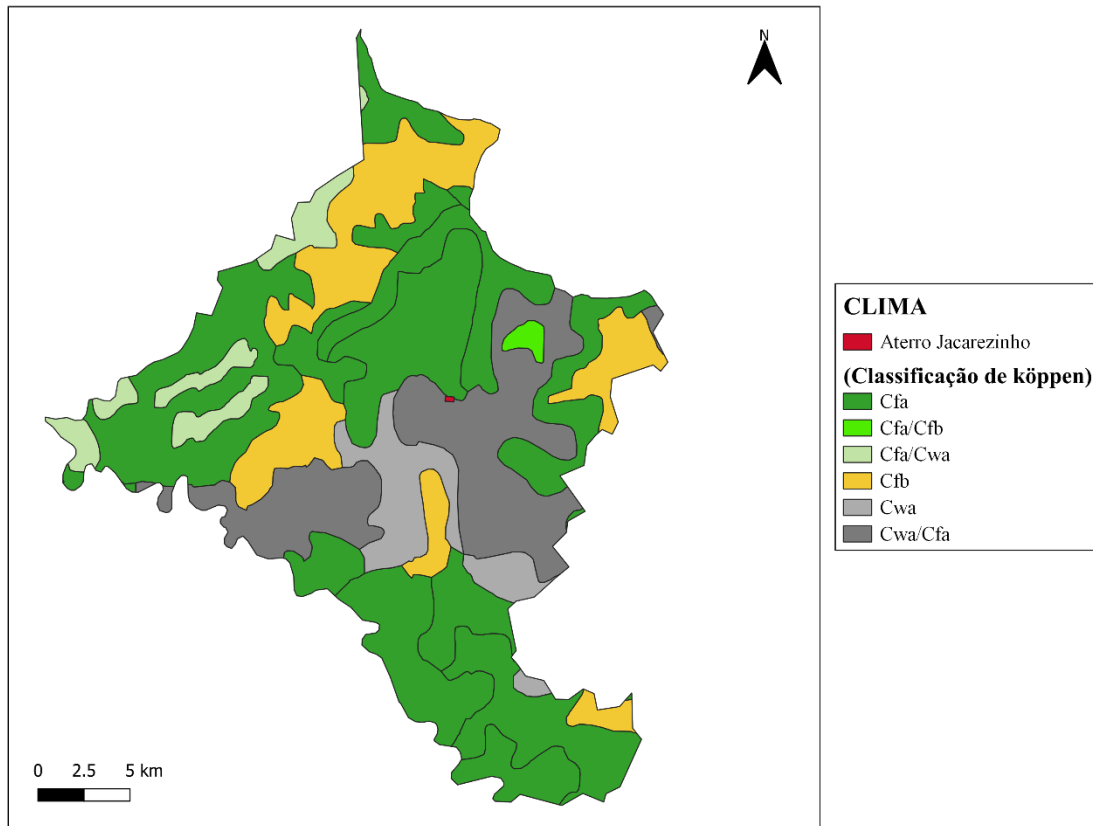 N
CLIMA
Aterro Jacarezinho
(Classificação de köppen)
Cfa
Cfa/Cfb
Cfa/Cwa
Cfb
Cwa
Cwa/Cfa
0 2.5 5 km